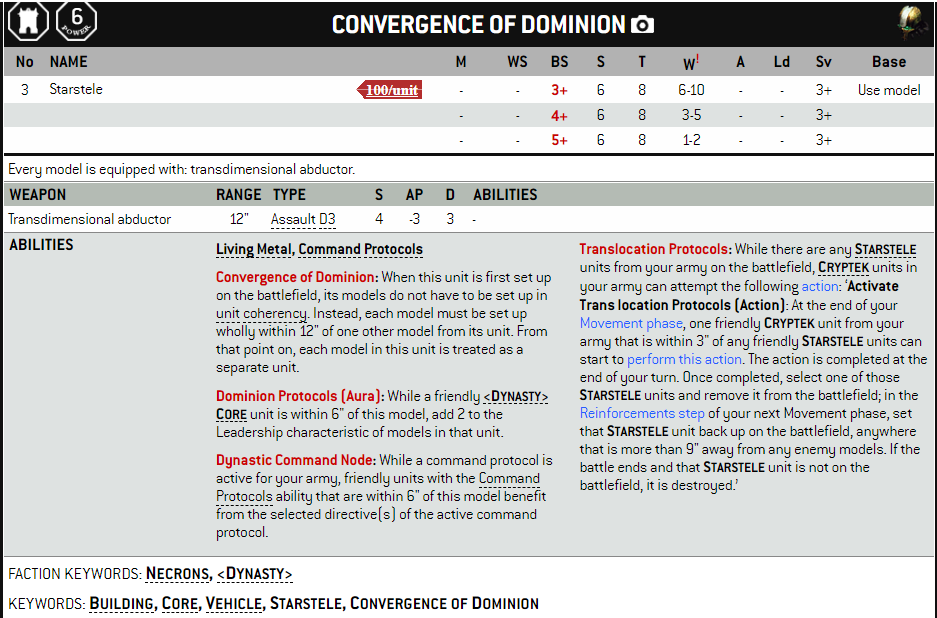 6
POWER
CONVERGENCE OF DOMINION
No NAME M WS BS S T W! A Ld Sv Base
3 Starstele 100/unit - - 3+ 6 8 6-10 - - 3+ Use model
- - 4+ 6 8 3-5 - - 3+
- - 5+ 6 8 1-2 - - 3+
Every model is equipped with: transdimensional abductor.
WEAPON RANGE TYPE S AP D ABILITIES
Transdimensional abductor 12" Assault D3 4 -3 3 -
ABILITIES
Living Metal, Command Protocols
Convergence of Dominion: When this unit is first set up
on the battlefield, its models do not have to be set up in
unit coherency. Instead, each model must be set up
wholly within 12" of one other model from its unit. From
that point on, each model in this unit is treated as a
separate unit.
Dominion Protocols (Aura): While a friendly <DYNASTY>
CORE unit is within 6" of this model, add 2 to the
Leadership characteristic of models in that unit.
Dynastic Command Node: While a command protocol is
active for your army, friendly units with the Command
Protocols ability that are within 6" of this model benefit
from the selected directive(s) of the active command
protocol.
Translocation Protocols: While there are any STARSTELE
units from your army on the battlefield, CRYPTEK units in
your army can attempt the following action: 'Activate
Trans location Protocols (Action): At the end of your
Movement phase, one friendly CRYPTEK unit from your
army that is within 3" of any friendly STARSTELE units can
start to perform this action. The action is completed at the
end of your turn. Once completed, select one of those
STARSTELE units and remove it from the battlefield; in the
Reinforcements step of your next Movement phase, set
that STARSTELE unit back up on the battlefield, anywhere
that is more than 9" away from any enemy models. If the
battle ends and that STARSTELE unit is not on the
battlefield, it is destroyed.'
FACTION KEYWORDS: NECRONS, <DYNASTY>
KEYWORDS: BUILDING, CORE, VEHICLE, STARSTELE, CONVERGENCE OF DOMINION